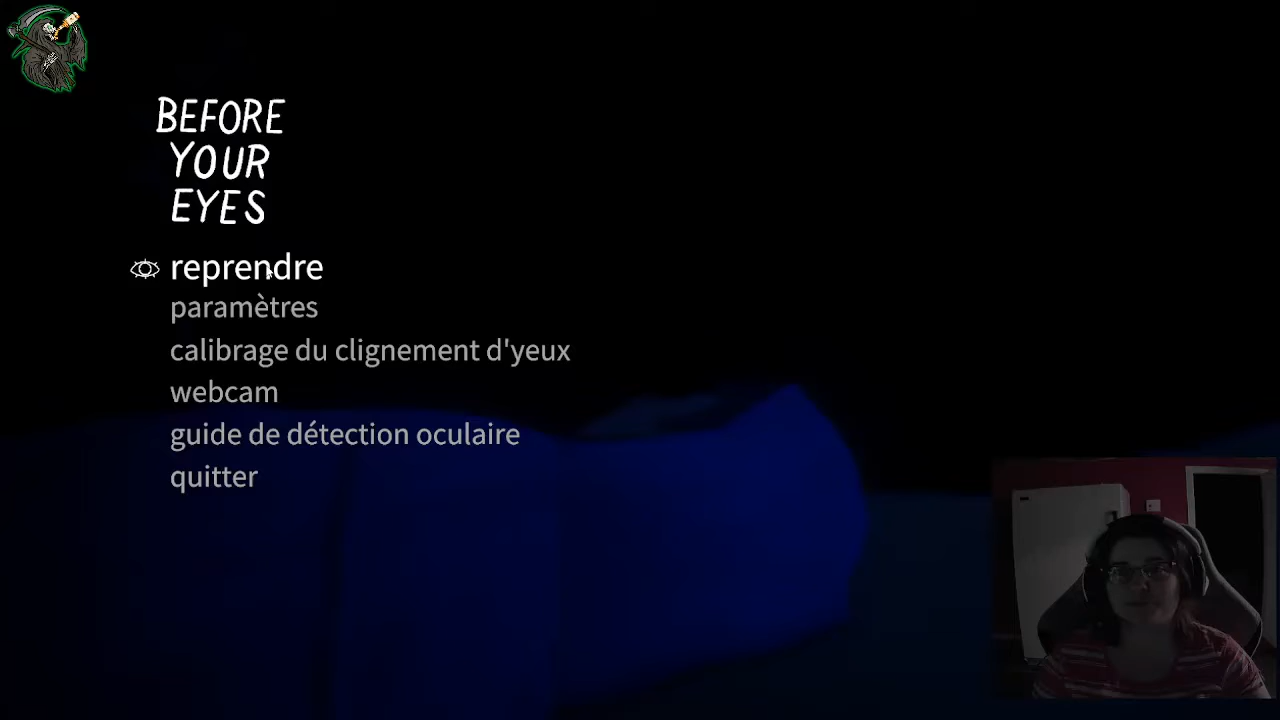 BEFORE
YOUR
EYES
reprendre
paramètres
calibrage du clignement d'yeux
webcam
guide de détection oculaire
quitter